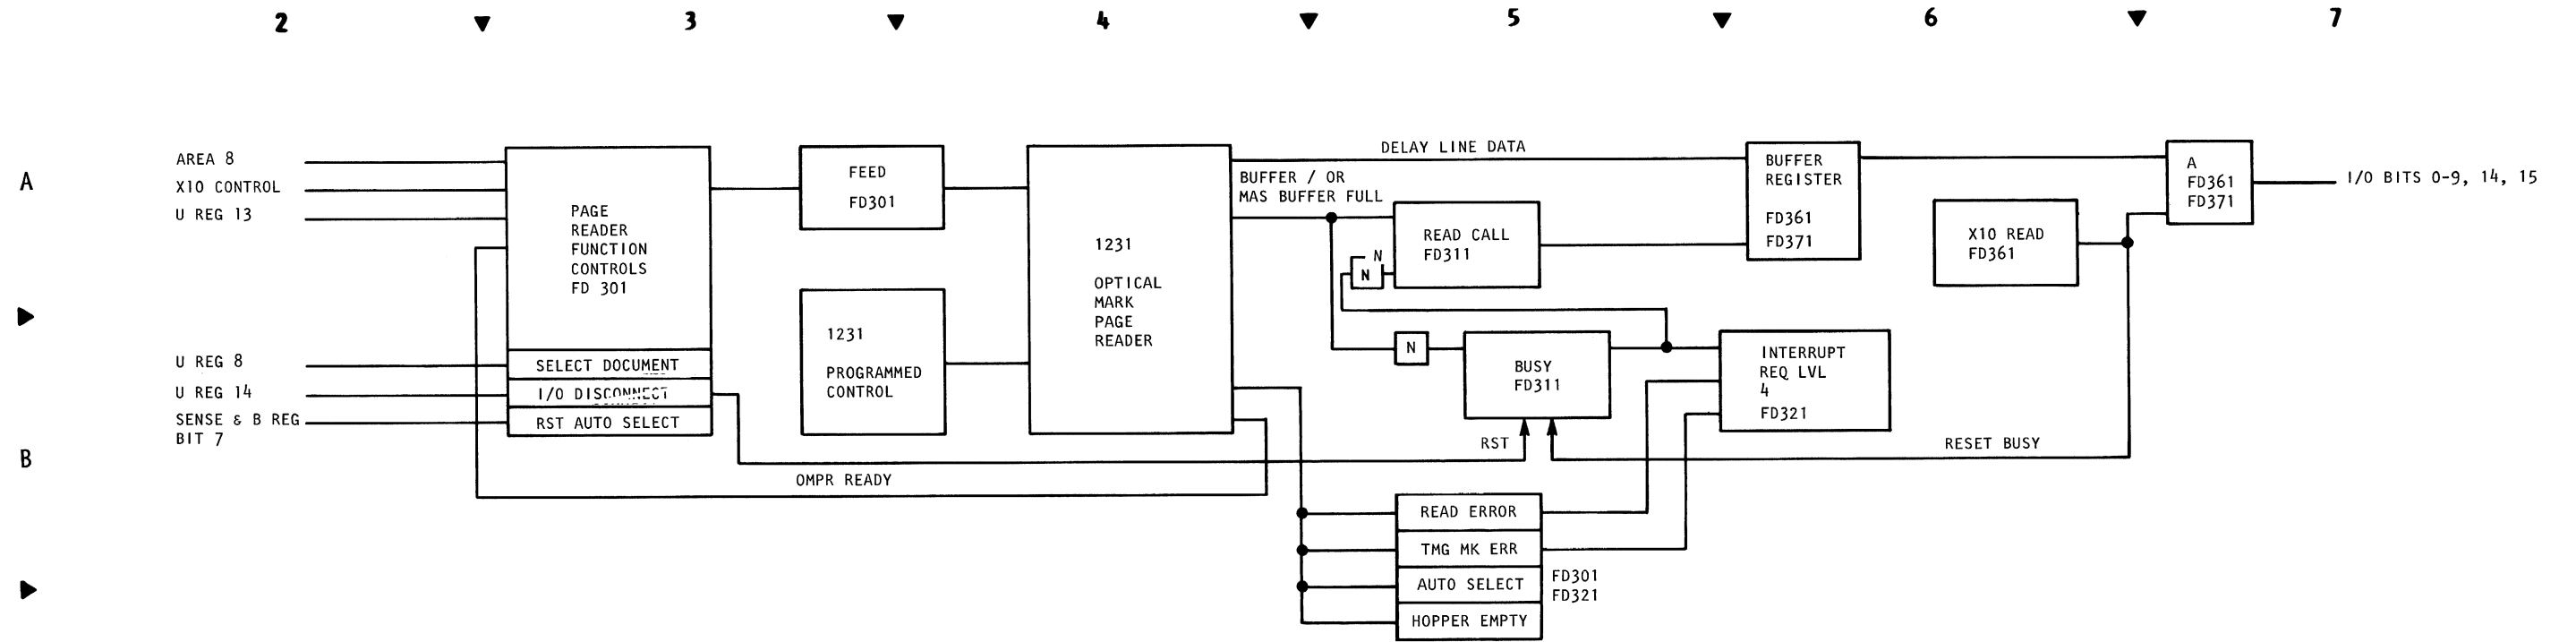 2 3 4 5 6 7
A
B
AREA 8
X10 CONTROL
U REG 13
U REG 8
U REG 14
SENSE & B REG
BIT 7
PAGE
READER
FUNCTION
CONTROLS
FD 301
SELECT DOCUMENT
I/O DISCONNECT
RST AUTO SELECT
FEED
FD301
1231
PROGRAMMED
CONTROL
OMPR READY
1231
OPTICAL
MARK
PAGE
READER
DELAY LINE DATA
BUFFER / OR
MAS BUFFER FULL
READ CALL
FD311
N
N
N
BUSY
FD311
RST
BUFFER
REGISTER
FD361
FD371
INTERRUPT
REQ LVL
4
FD321
RESET BUSY
READ ERROR
TMG MK ERR
AUTO SELECT
HOPPER EMPTY
FD301
FD321
X10 READ
FD361
A
FD361
FD371
I/O BITS 0-9, 14, 15